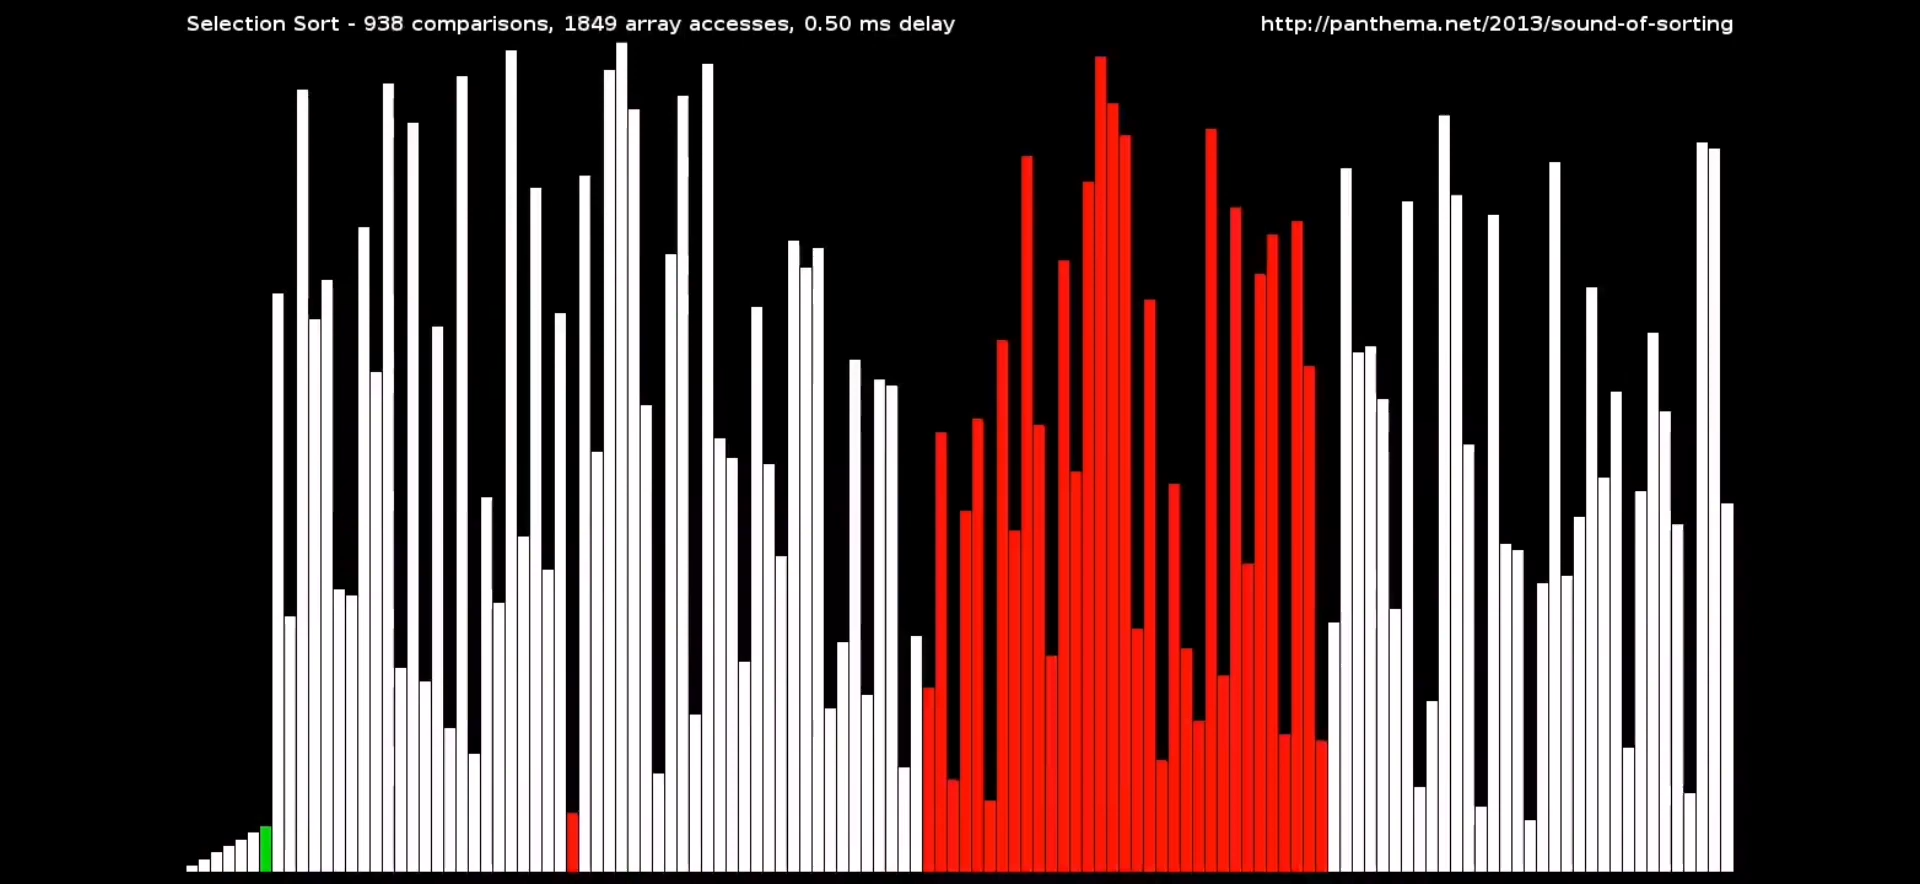 Selection Sort - 938 comparisons, 1849 array accesses, 0.50 ms delay
http://panthema.net/2013/sound-of-sorting